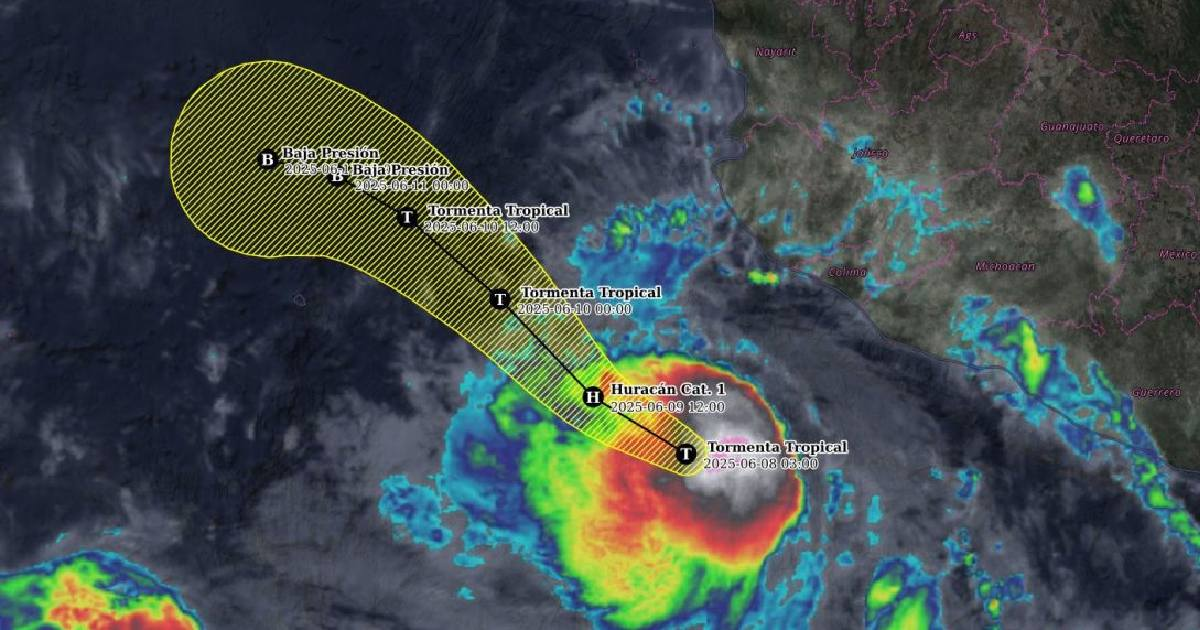 Nayarit
Ags
Guanajuato
Querétaro
Jalisco
Baja Presión
B
Baja Presión
2025-06-11 00:00
T
Tormenta Tropical
2025-06-10 12:00
Colima
Michoacán
México
T
Tormenta Tropical
2025-06-10 00:00
H
Huracán Cat. 1
2025-06-09 12:00
Guerrero
T
Tormenta Tropical
2025-06-08 03:00